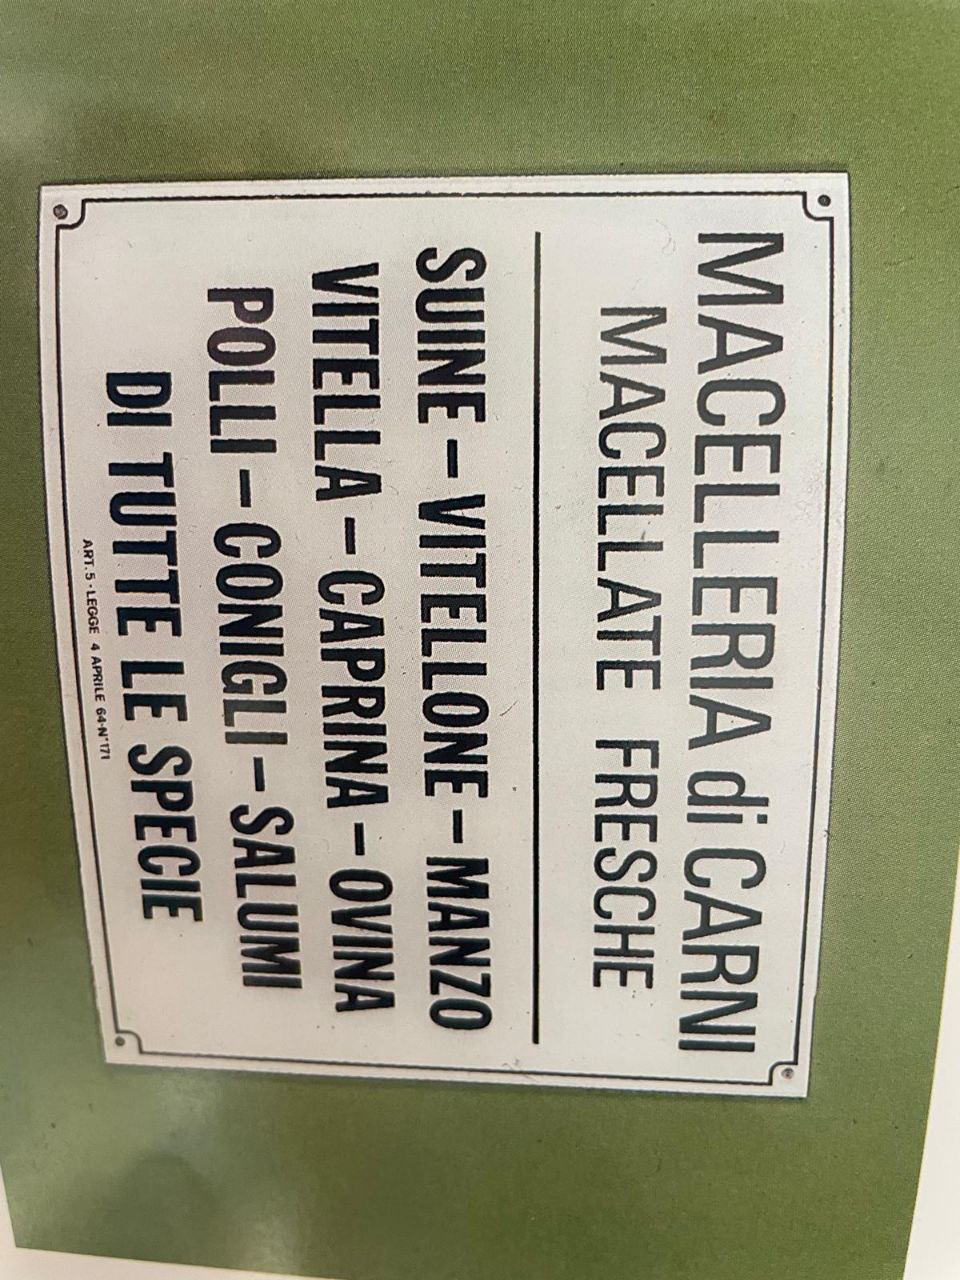 MACELLERIA di CARNI
MACELLATE FRESCHE
SUINE – VITELLONE – MANZO
VITELLA – CAPRINA – OVINA
POLLI – CONIGLI – SALUMI
DI TUTTE LE SPECIE
ART. 5 - LEGGE 4 APRILE 64-N°171